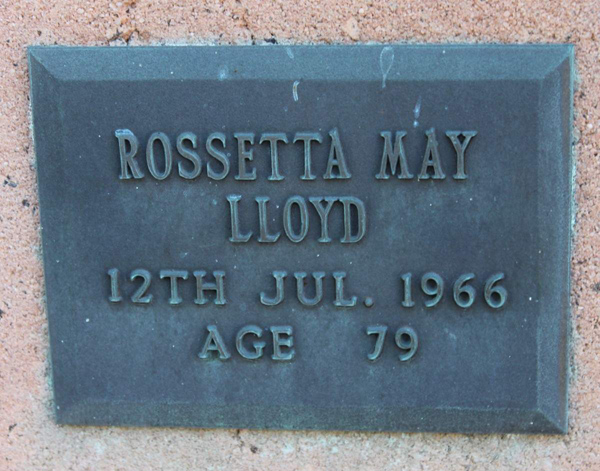 ROSSETTA MAY
LLOYD
12TH JUL. 1966
AGE 79